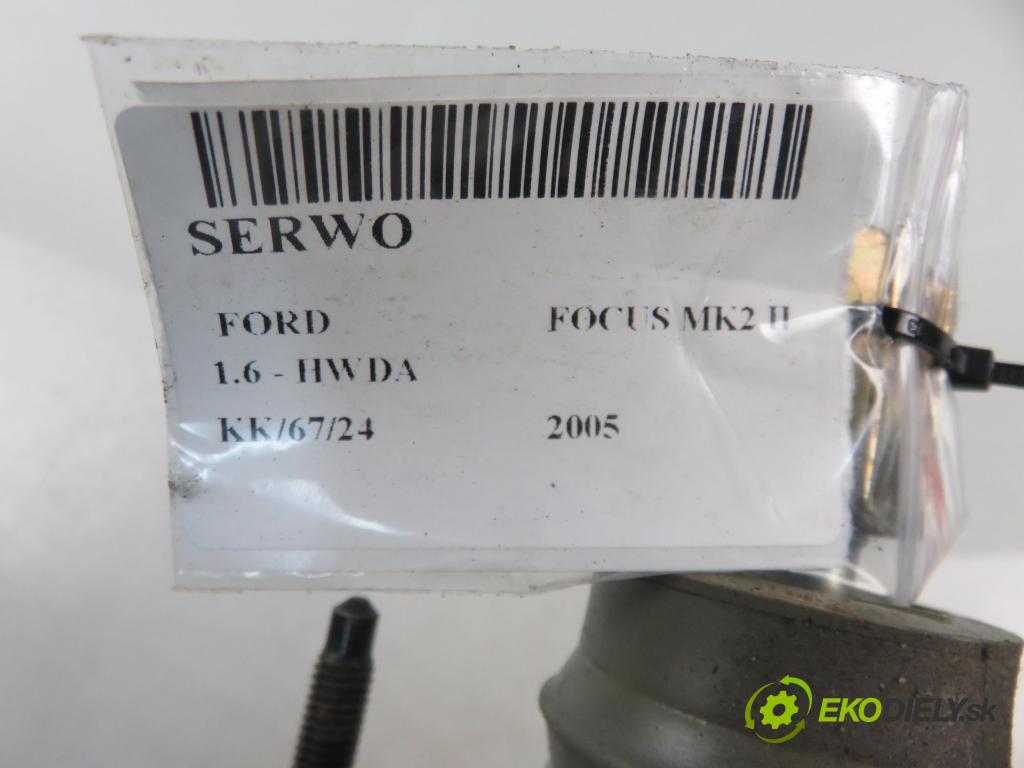 SERWO
FORD FOCUS MK2 II
1.6 - HWDA
KK/67/24 2005
EKODIELY.sk